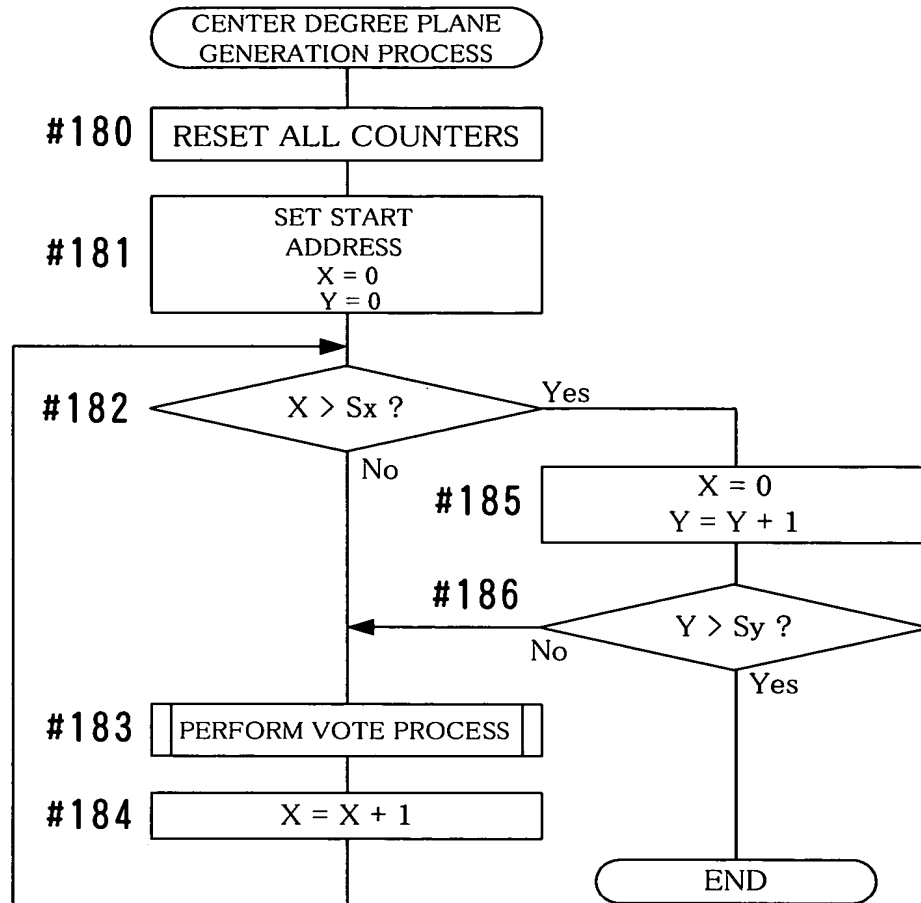 CENTER DEGREE PLANE
GENERATION PROCESS
#180
RESET ALL COUNTERS
#181
SET START
ADDRESS
X = 0
Y = 0
#182
X > Sx ?
Yes
No
#185
X = 0
Y = Y + 1
#186
Y > Sy ?
No
Yes
#183
PERFORM VOTE PROCESS
#184
X = X + 1
END